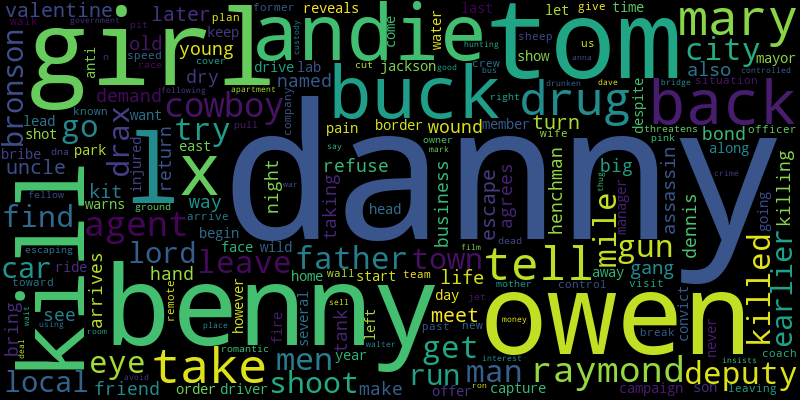 valentine walk pit former reveals last let give time
government plan later keep come water hunting sheep us mary
girl andie tom
anti old young cover cut jackson good show anna city mayor
bronson speed race dry drive lab crew bus n dave also
demand named buck right drunken drug despite situation bridge controlled back
lead known want cowboy following apartment pull company
go shot try pain border wound member turn owner wife threatens officer
bribe dna park drax east say mark pink bond along
uncle injured return x night refuse business escape agrees henchman big mile assassin dennis manager thug crime
kill l danny
kit way taking head
find warns ground agent begin war dead film gun killing going
fellow lord face wild father town tell
car escaping ride leave home wall start team life away gang visit convict never
toward hand mother control jet
see arrives remote however several fire tank left day meet past new owen break killed earlier
bring wait using benny place sell year get money
deal room romantic men walter interest campaign son coach insists
local eye take run man raymond deputy
friend avoid order driver shoot make offer ron capture leaving
custody